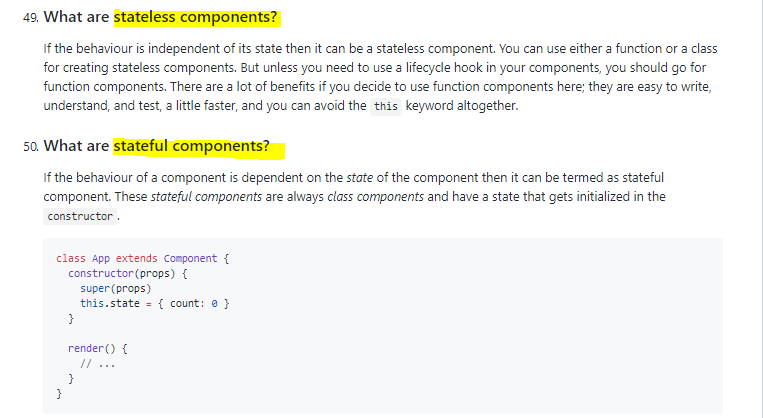 49. What are stateless components?
If the behaviour is independent of its state then it can be a stateless component. You can use either a function or a class
for creating stateless components. But unless you need to use a lifecycle hook in your components, you should go for
function components. There are a lot of benefits if you decide to use function components here; they are easy to write,
understand, and test, a little faster, and you can avoid the this keyword altogether.
50. What are stateful components?
If the behaviour of a component is dependent on the state of the component then it can be termed as stateful
component. These stateful components are always class components and have a state that gets initialized in the
constructor .
class App extends Component {
  constructor(props) {
    super(props)
    this.state = { count: 0 }
  }

  render() {
    // ...
  }
}